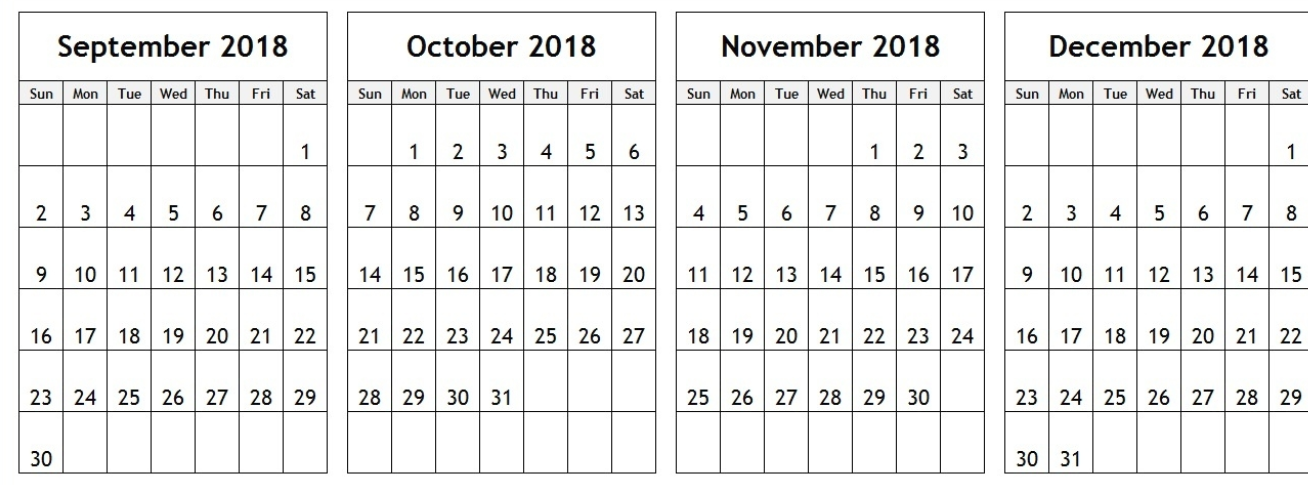 September 2018 October 2018 November 2018 December 2018
Sun Mon Tue Wed Thu Fri Sat Sun Mon Tue Wed Thu Fri Sat Sun Mon Tue Wed Thu Fri Sat Sun Mon Tue Wed Thu Fri Sat
1 1 2 3 4 5 6 1 2 3 1
2 3 4 5 6 7 8 7 8 9 10 11 12 13 4 5 6 7 8 9 10 2 3 4 5 6 7 8
9 10 11 12 13 14 15 14 15 16 17 18 19 20 11 12 13 14 15 16 17 9 10 11 12 13 14 15
16 17 18 19 20 21 22 21 22 23 24 25 26 27 18 19 20 21 22 23 24 16 17 18 19 20 21 22
23 24 25 26 27 28 29 28 29 30 31 25 26 27 28 29 30 23 24 25 26 27 28 29
30 30 31